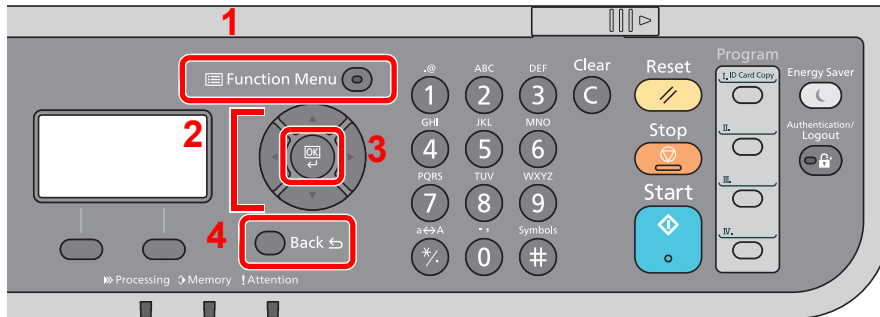 1
Function Menu
2
OK
3
4
Back
Processing Memory ! Attention
.@ ABC DEF
1 2 3
GHI JKL MNO
4 5 6
PQRS TUV WXYZ
7 8 9
a↔A - , Symbols
*/. 0 #
Clear
C
Reset
Stop
Start
Program
I. ID Card Copy
II.
III.
IV.
Energy Saver
Authentication/
Logout